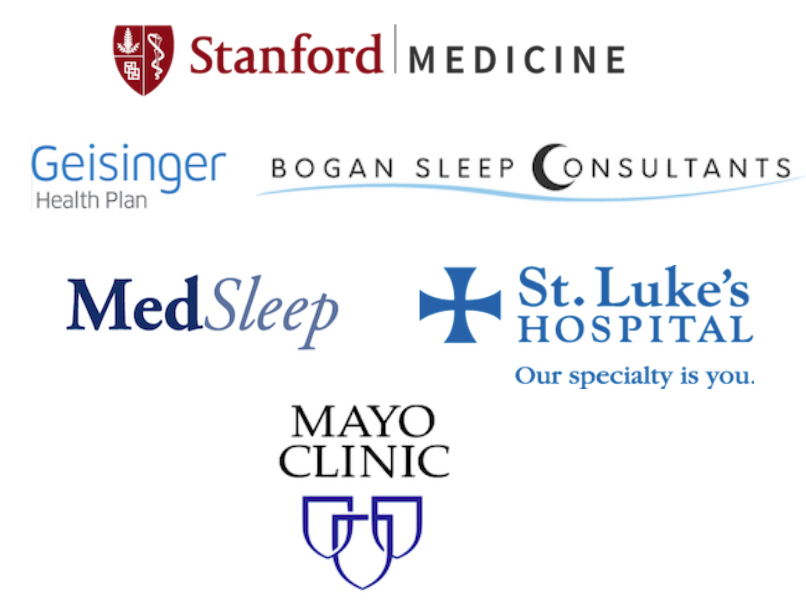 Stanford MEDICINE
Geisinger
Health Plan
BOGAN SLEEP CONSULTANTS
MedSleep
St. Luke's
HOSPITAL
Our specialty is you.
MAYO
CLINIC